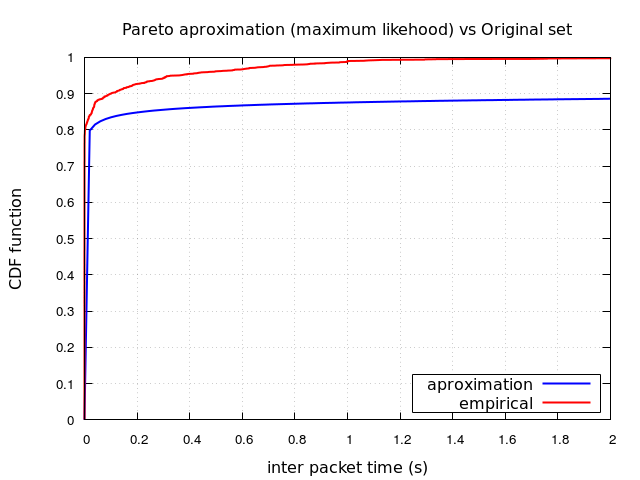 Pareto aproximation (maximum likehood) vs Original set
1
0.9
0.8
0.7
0.6
0.5
0.4
0.3
0.2
0.1
0
CDF function
aproximation
empirical
0 0.2 0.4 0.6 0.8 1 1.2 1.4 1.6 1.8 2
inter packet time (s)